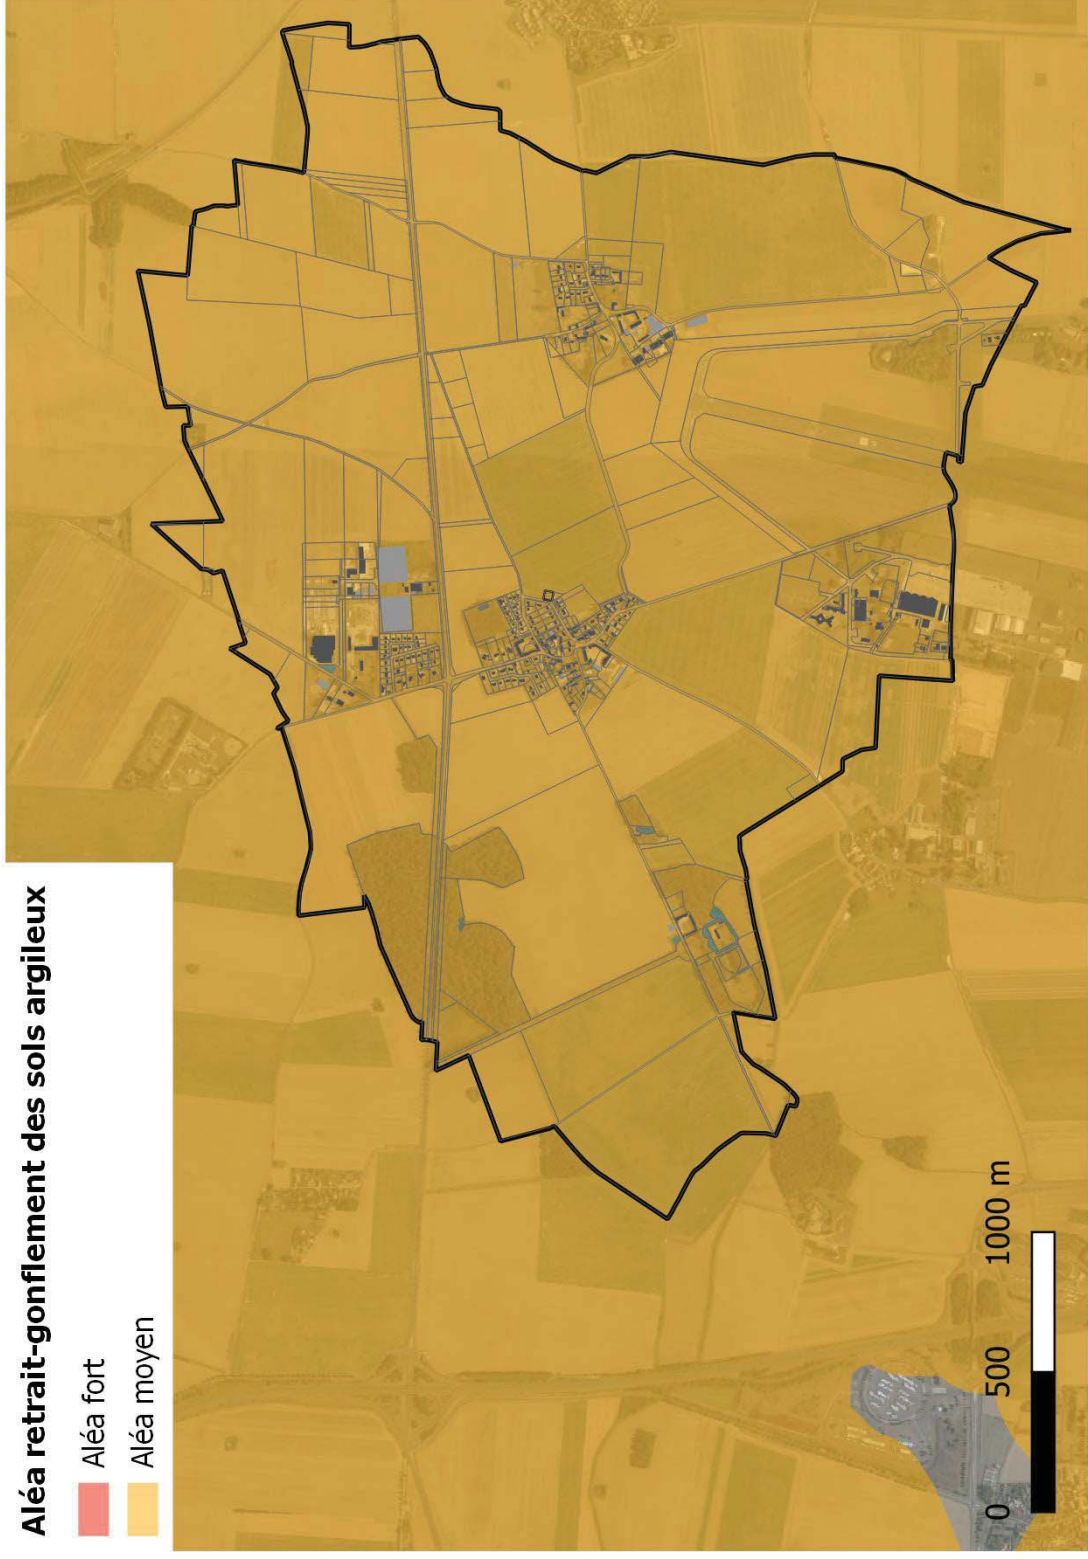 Aléa retrait-gonflement des sols argileux
Aléa fort
Aléa moyen
0 500 1000 m